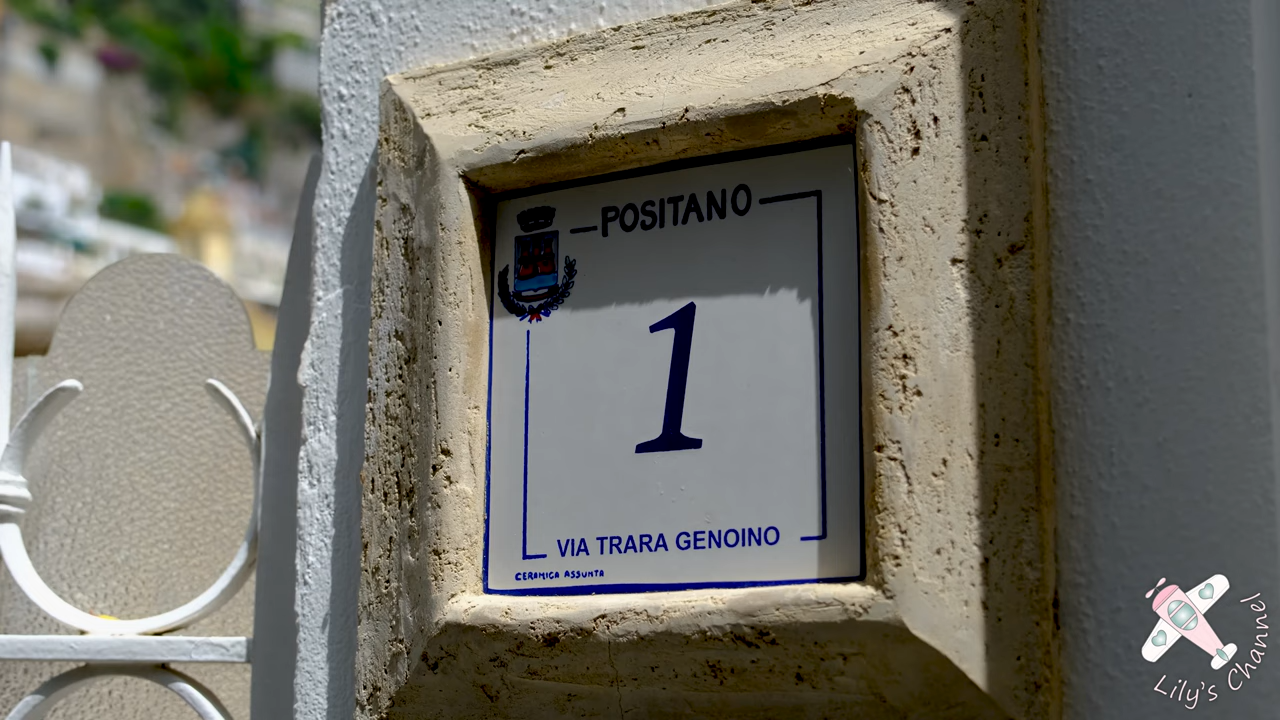 POSITANO
1
VIA TRARA GENOINO
CERAMICA ASSUNTA
Lily's Channel